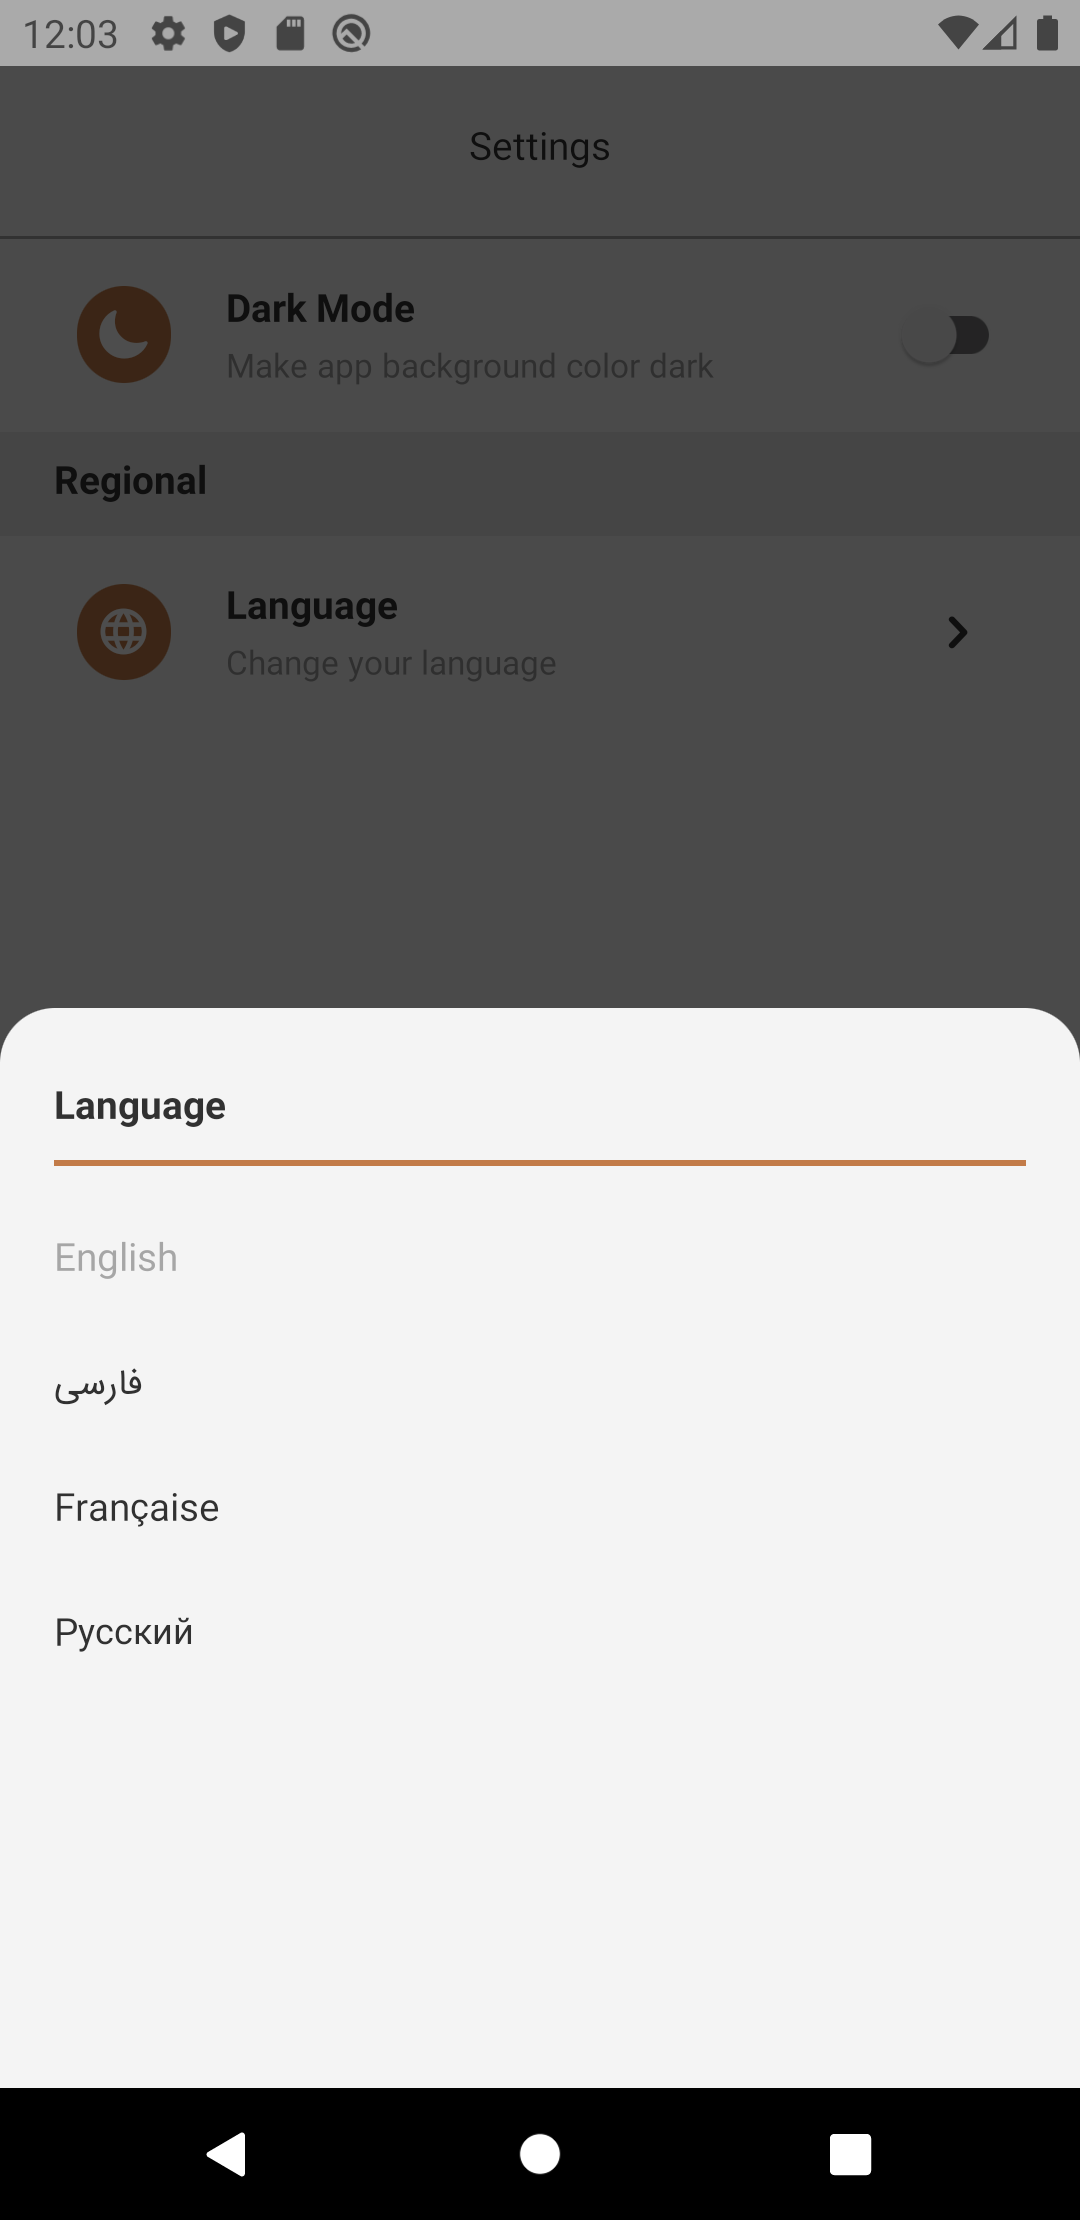 12:03
Settings
Dark Mode
Make app background color dark
Regional
Language
Change your language
Language
English
فارسی
Française
Русский